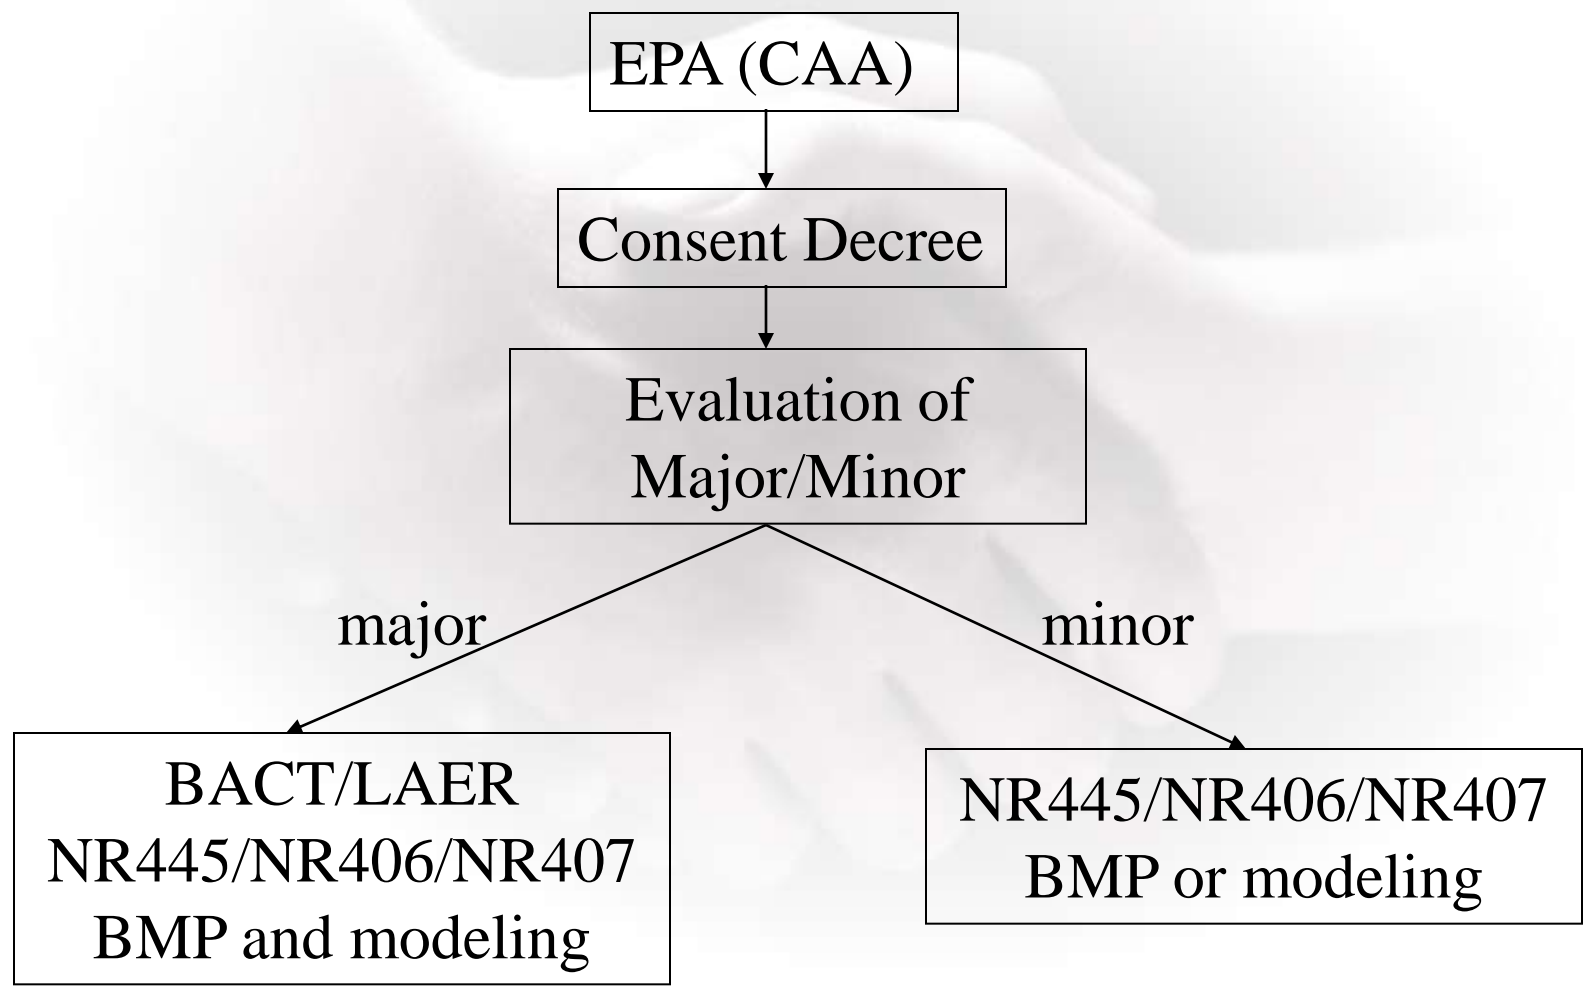 EPA (CAA)
Consent Decree
Evaluation of
Major/Minor
major
minor
BACT/LAER
NR445/NR406/NR407
BMP and modeling
NR445/NR406/NR407
BMP or modeling